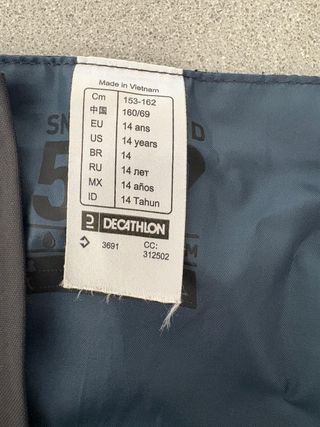 Made in Vietnam
Cm 153-162
中国 160/69
EU 14 ans
US 14 years
BR 14
RU 14 лет
MX 14 años
ID 14 Tahun
DECATHLON
3691 CC:
312502